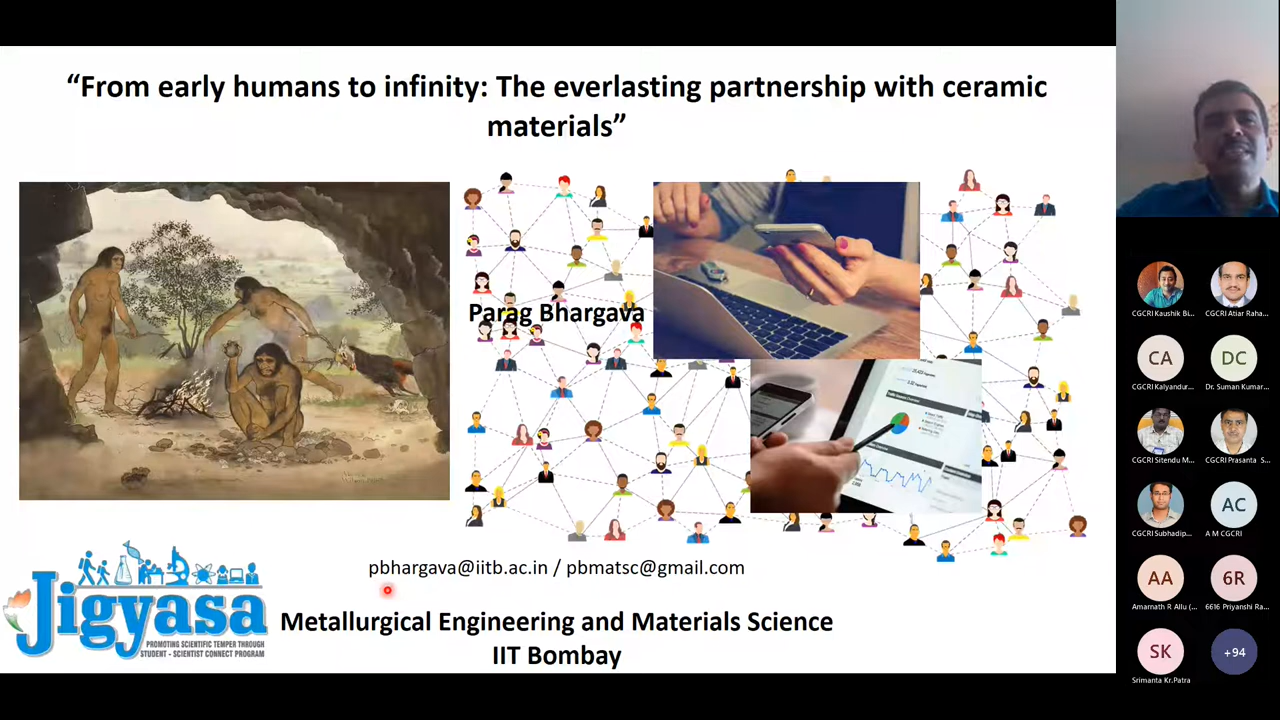 “From early humans to infinity: The everlasting partnership with ceramic
materials”
Parag Bhargava
pbhargava@iitb.ac.in / pbmatsc@gmail.com
Metallurgical Engineering and Materials Science
IIT Bombay
Jigyasa
PROMOTING SCIENTIFIC TEMPER THROUGH
STUDENT - SCIENTIST CONNECT PROGRAM
CGCRI Kaushik Bi...
CGCRI Atiar Raha...
CA
DC
CGCRI Kalyandur...
Dr. Suman Kumar...
CGCRI Sitendu M...
CGCRI Prasanta S...
AC
CGCRI Subhadip...
A M CGCRI
AA
6R
Amarnath R Allu (...
6616 Priyanshi Ra...
SK
+94
Srimanta Kr.Patra